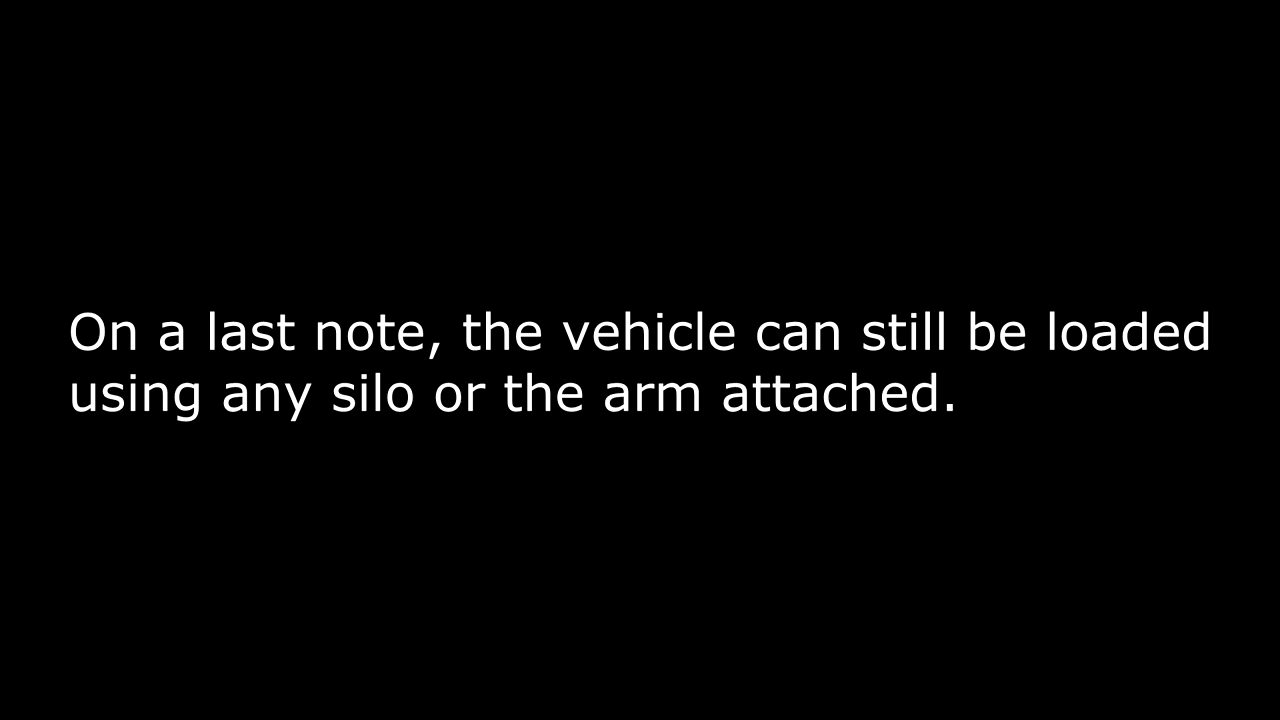 On a last note, the vehicle can still be loaded
using any silo or the arm attached.